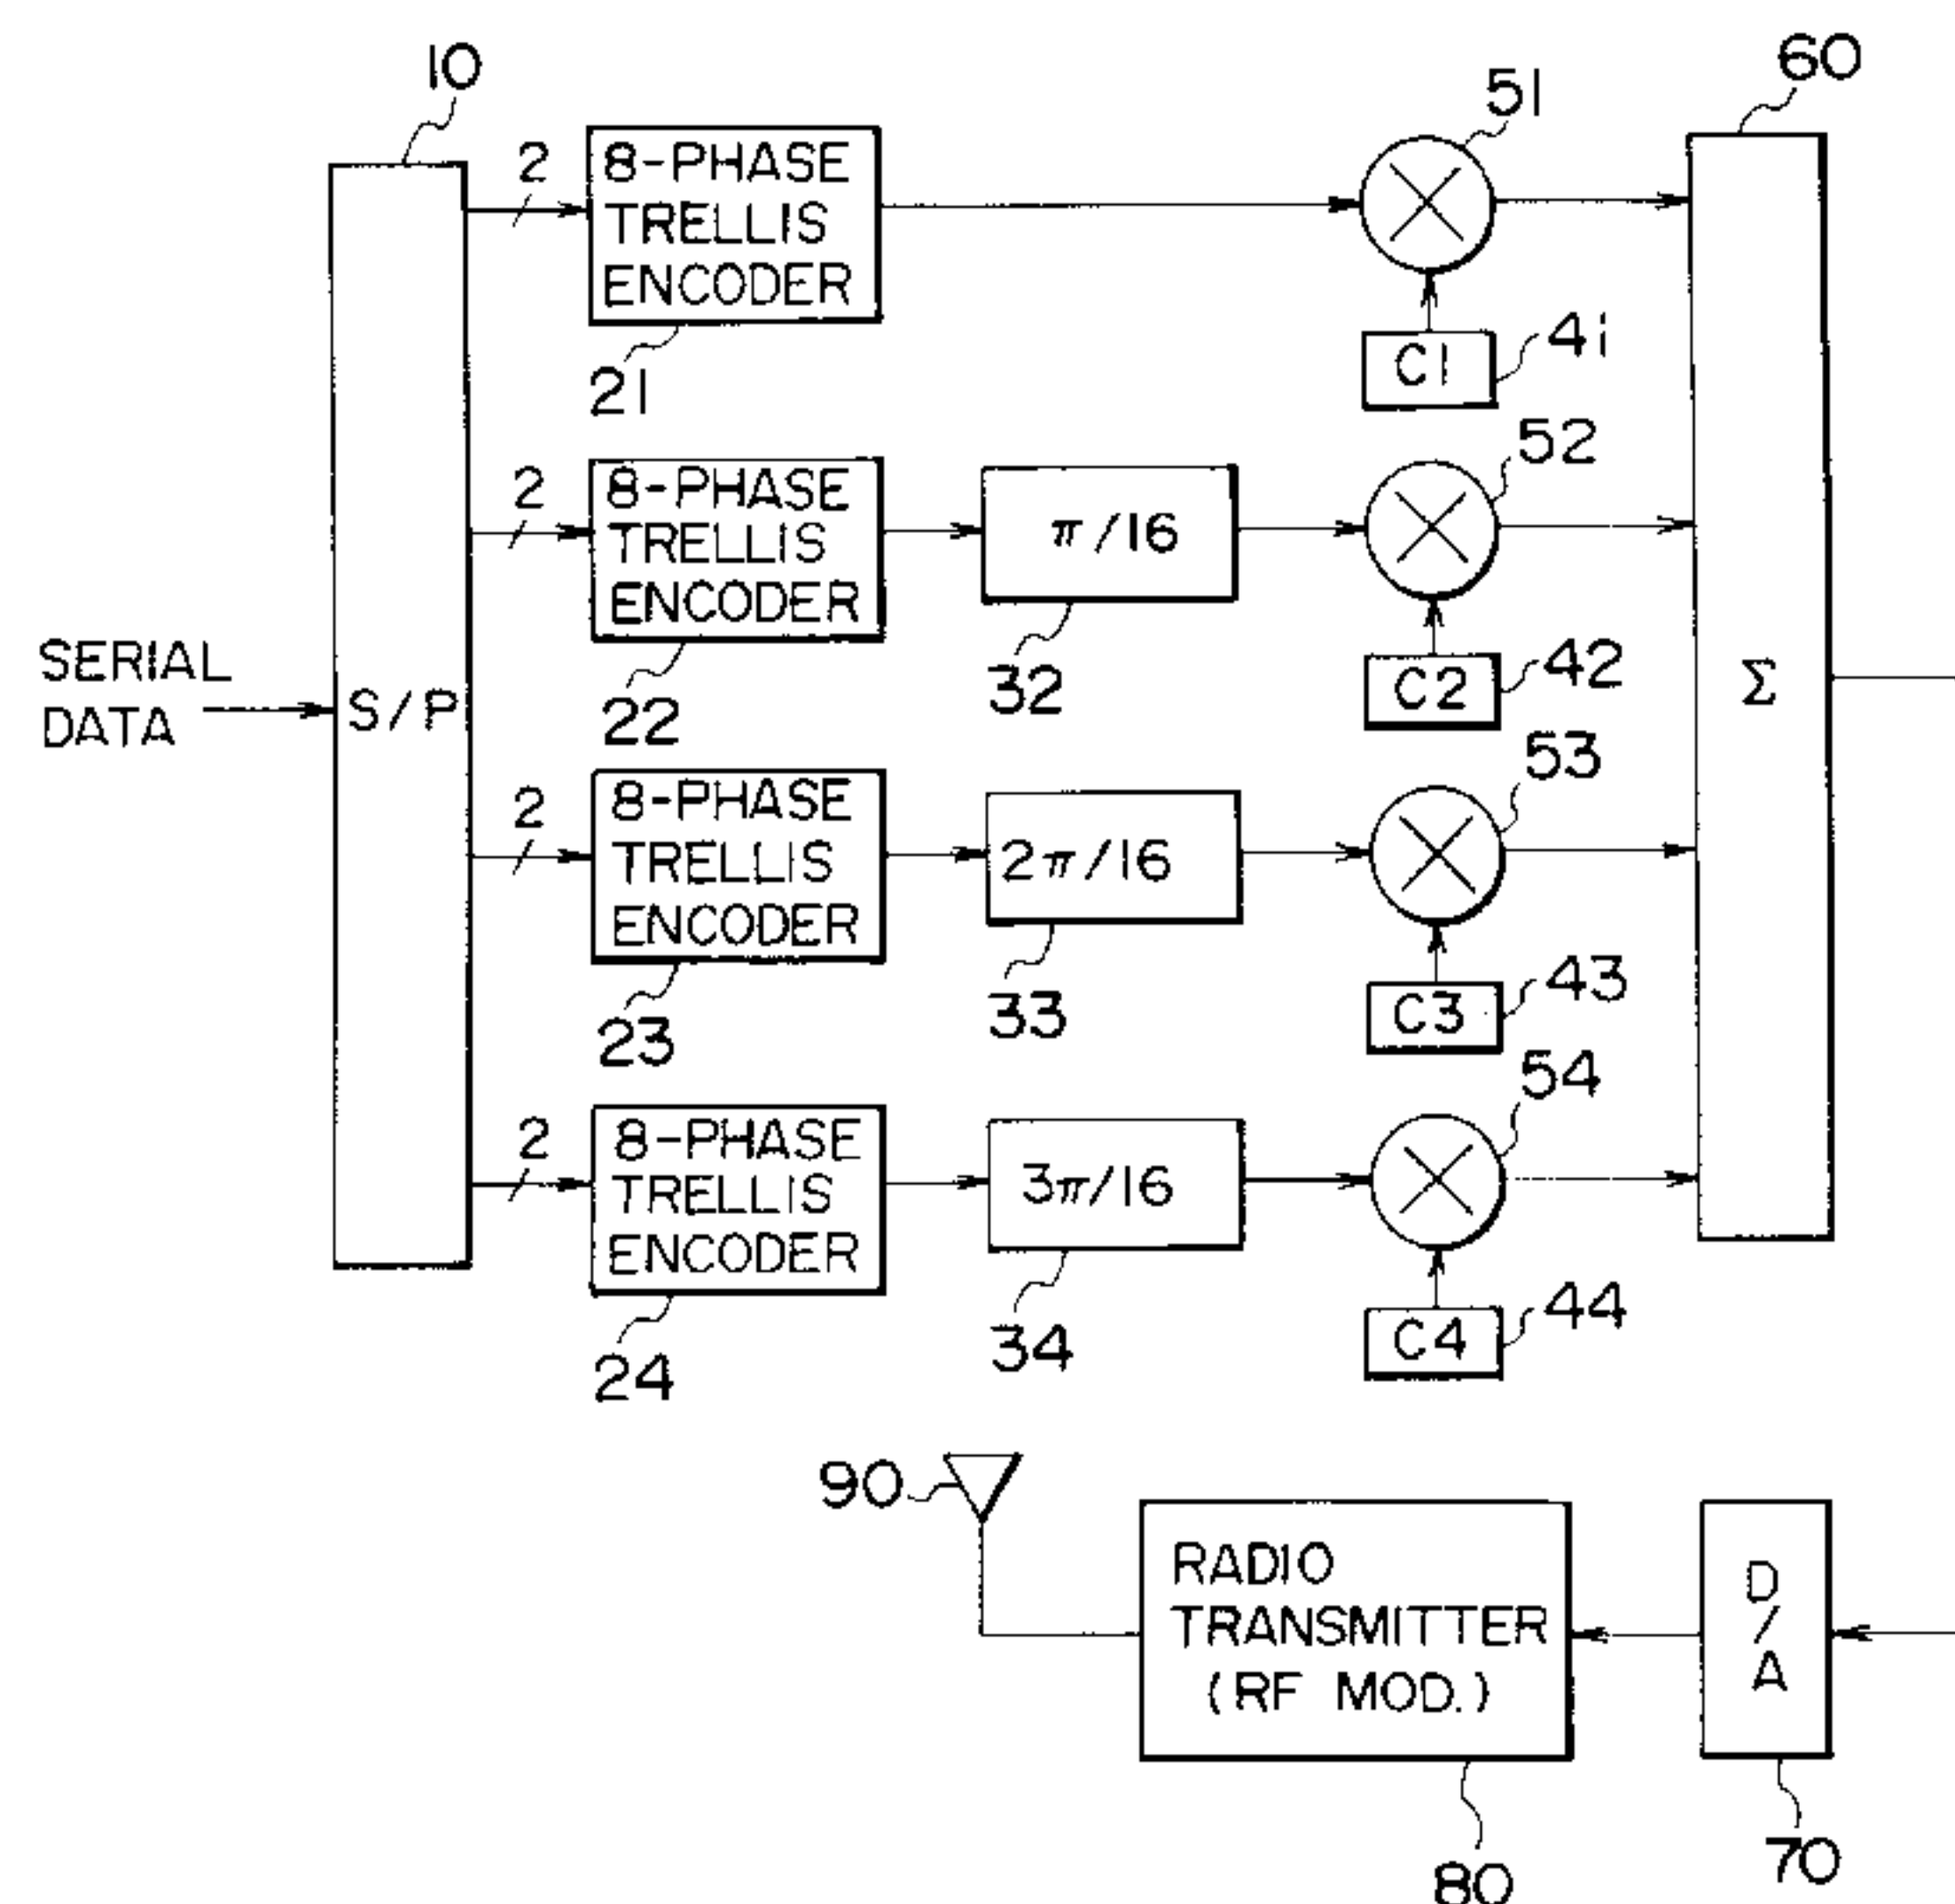 10
51
60
2
8-PHASE
TRELLIS
ENCODER
21
C1
41
2
8-PHASE
TRELLIS
ENCODER
22
π/16
32
52
C2
42
SERIAL
DATA
S/P
Σ
2
8-PHASE
TRELLIS
ENCODER
23
2π/16
33
53
C3
43
2
8-PHASE
TRELLIS
ENCODER
24
3π/16
34
54
C4
44
90
RADIO
TRANSMITTER
(RF MOD.)
80
D
/
A
70